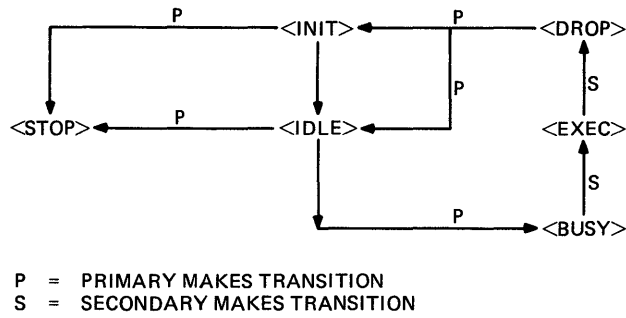 P P
<INIT> <DROP>
P
S
P P
<STOP> <IDLE> <EXEC>
S
P
<BUSY>
P = PRIMARY MAKES TRANSITION
S = SECONDARY MAKES TRANSITION